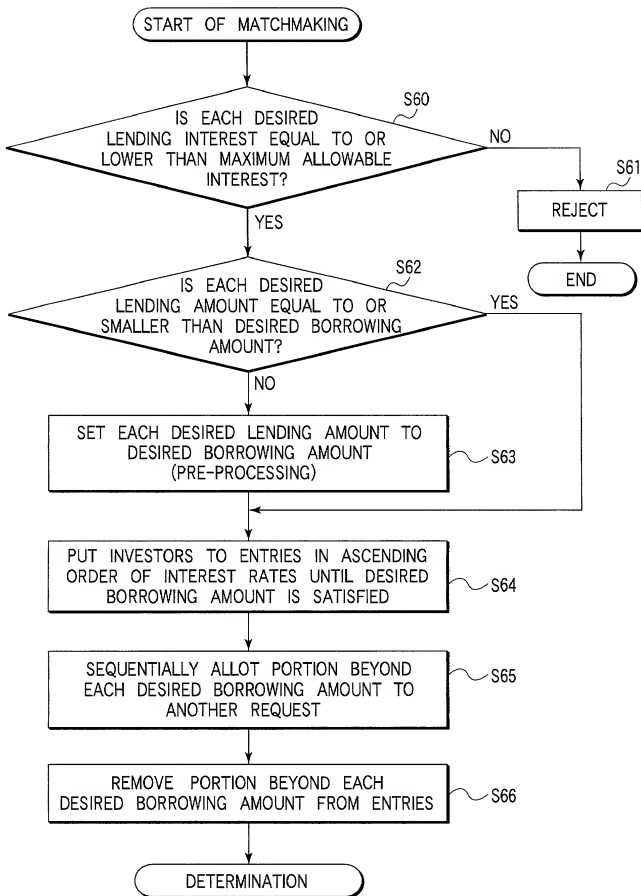 START OF MATCHMAKING
S60
IS EACH DESIRED
LENDING INTEREST EQUAL TO OR
LOWER THAN MAXIMUM ALLOWABLE
INTEREST?
NO
S61
REJECT
END
YES
S62
IS EACH DESIRED
LENDING AMOUNT EQUAL TO OR
SMALLER THAN DESIRED BORROWING
AMOUNT?
YES
NO
SET EACH DESIRED LENDING AMOUNT TO
DESIRED BORROWING AMOUNT
(PRE-PROCESSING)
S63
PUT INVESTORS TO ENTRIES IN ASCENDING
ORDER OF INTEREST RATES UNTIL DESIRED
BORROWING AMOUNT IS SATISFIED
S64
SEQUENTIALLY ALLOT PORTION BEYOND
EACH DESIRED BORROWING AMOUNT TO
ANOTHER REQUEST
S65
REMOVE PORTION BEYOND EACH
DESIRED BORROWING AMOUNT FROM ENTRIES
S66
DETERMINATION